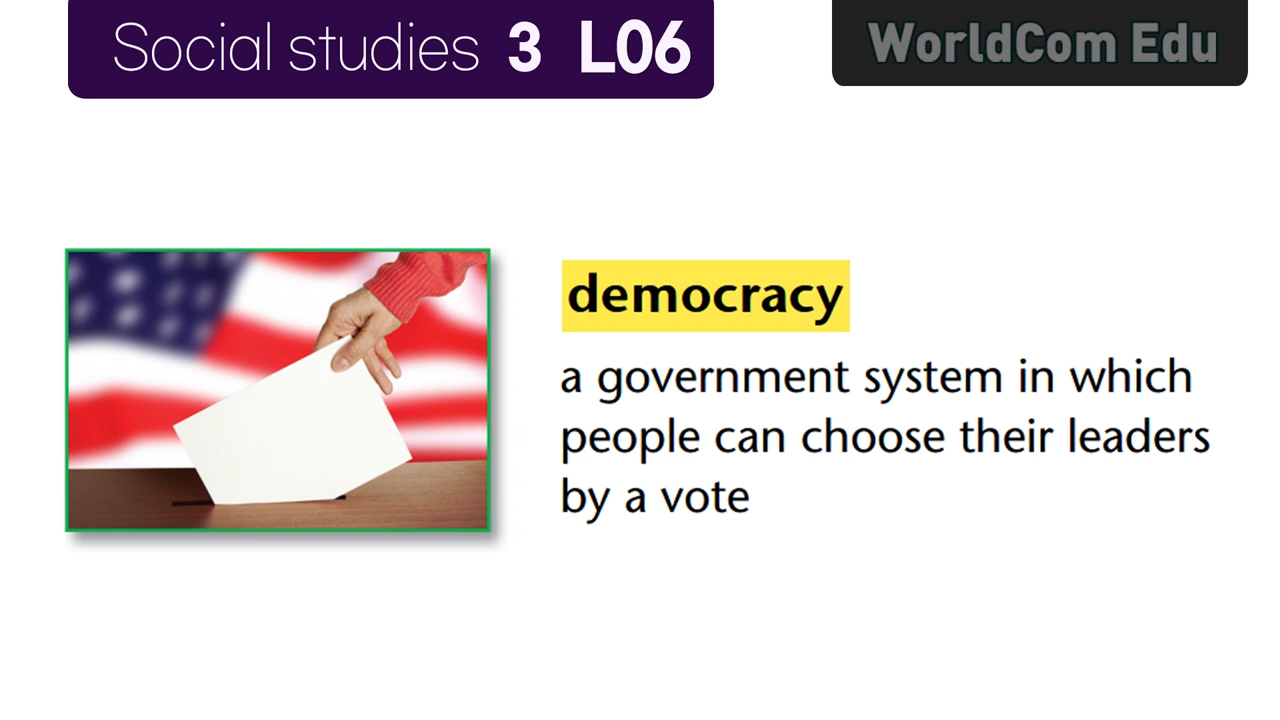 Social studies 3 L06
WorldCom Edu
democracy
a government system in which
people can choose their leaders
by a vote